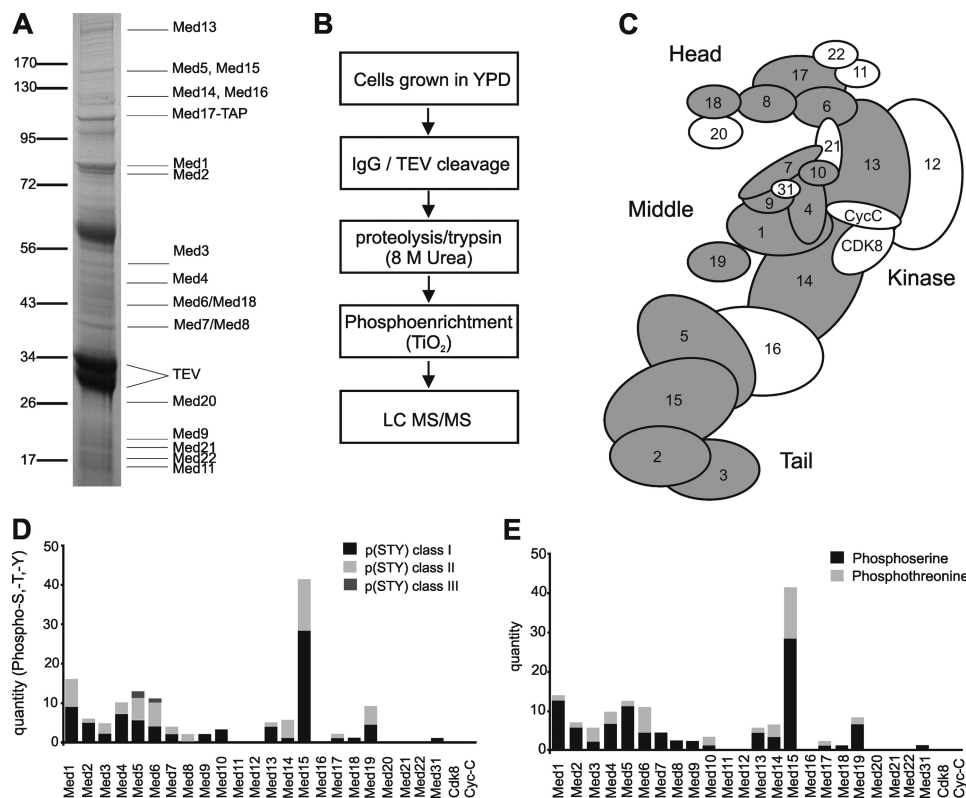 A
B
C
170
130
95
72
56
43
34
26
17
Med13
Med5, Med15
Med14, Med16
Med17-TAP
Med1
Med2
Med3
Med4
Med6/Med18
Med7/Med8
TEV
Med20
Med9
Med21
Med22
Med11
Cells grown in YPD
IgG / TEV cleavage
proteolysis/trypsin
(8 M Urea)
Phosphoenrichtment
(TiO2)
LC MS/MS
Head
22
11
17
18
8
6
20
21
13
12
7
10
31
9
4
Middle
CycC
1
CDK8
19
14
Kinase
5
16
15
2
3
Tail
D
p(STY) class I
p(STY) class II
p(STY) class III
quantity (Phospho-S,-T,-Y)
50
40
30
20
10
0
Med1
Med2
Med3
Med4
Med5
Med6
Med7
Med8
Med9
Med10
Med11
Med12
Med13
Med14
Med15
Med16
Med17
Med18
Med19
Med20
Med21
Med22
Med31
Cdk8
Cyc-C
E
Phosphoserine
Phosphothreonine
quantity
50
40
30
20
10
0
Med1
Med2
Med3
Med4
Med5
Med6
Med7
Med8
Med9
Med10
Med11
Med12
Med13
Med14
Med15
Med16
Med17
Med18
Med19
Med20
Med21
Med22
Med31
Cdk8
Cyc-C